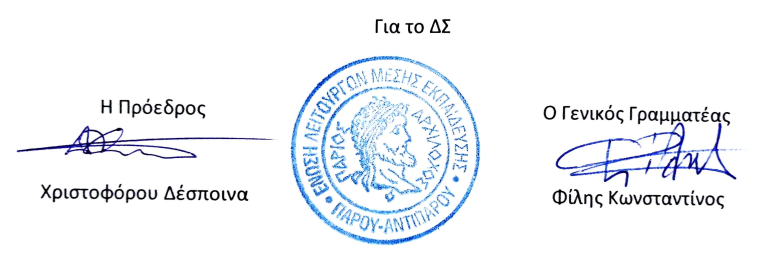 Για το ΔΣ
Η Πρόεδρος
Ο Γενικός Γραμματέας
ΕΝΩΣΗ ΛΕΙΤΟΥΡΓΩΝ ΜΕΣΗΣ ΕΚΠΑΙΔΕΥΣΗΣ
ΠΑΡΙΟΣ ΑΡΧΙΛΟΧΟΣ
ΠΑΡΟΥ-ΑΝΤΙΠΑΡΟΥ
Χριστοφόρου Δέσποινα
Φίλης Κωνσταντίνος